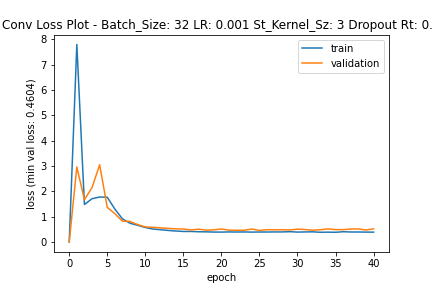 Conv Loss Plot - Batch_Size: 32 LR: 0.001 St_Kernel_Sz: 3 Dropout Rt: 0.
8
7
6
5
4
3
2
1
0
loss (min val loss: 0.4604)
train
validation
0 5 10 15 20 25 30 35 40
epoch